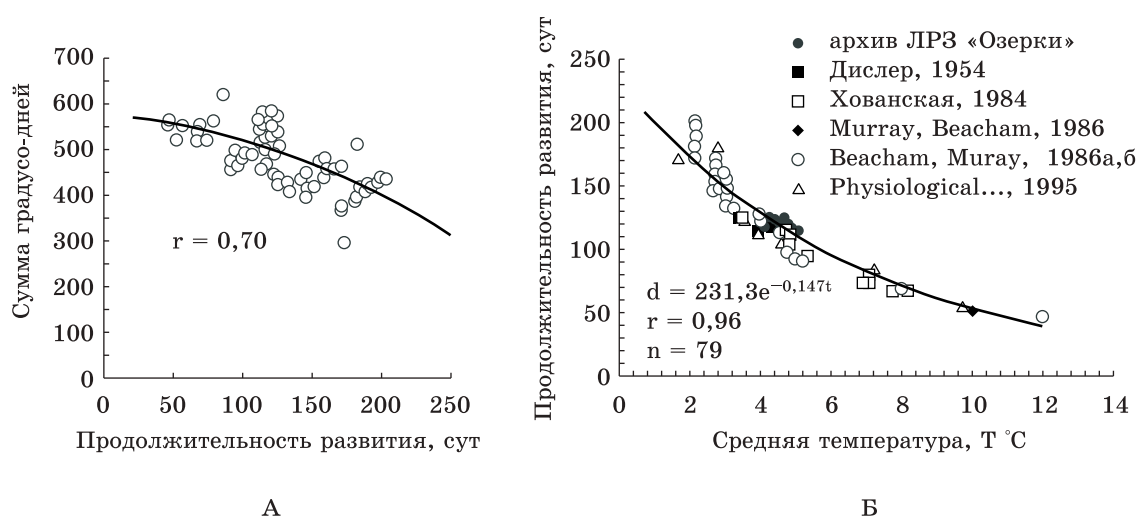 700
600
500
400
300
200
100
0
0 50 100 150 200 250
Сумма градусо-дней
r = 0,70
Продолжительность развития, сут
А
250
200
150
100
50
0
0 2 4 6 8 10 12 14
Продолжительность развития, сут
архив ЛРЗ «Озерки»
Дислер, 1954
Хованская, 1984
Murray, Beacham, 1986
Beacham, Muray, 1986а,б
Physiological..., 1995
d = 231,3e⁻⁰,¹⁴⁷ᵗ
r = 0,96
n = 79
Средняя температура, Т °С
Б